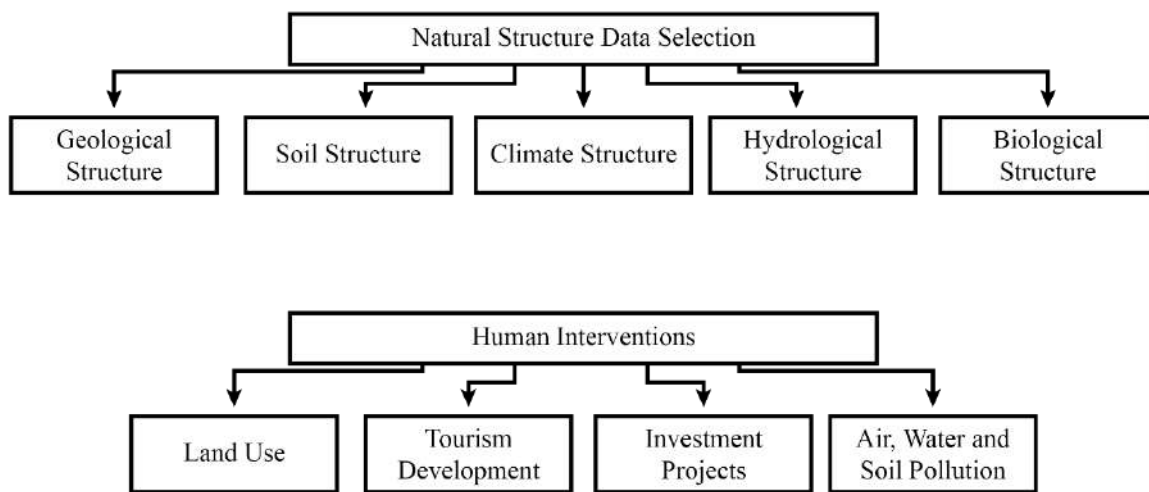 Natural Structure Data Selection
Geological
Structure
Soil Structure
Climate Structure
Hydrological
Structure
Biological
Structure
Human Interventions
Land Use
Tourism
Development
Investment
Projects
Air, Water and
Soil Pollution